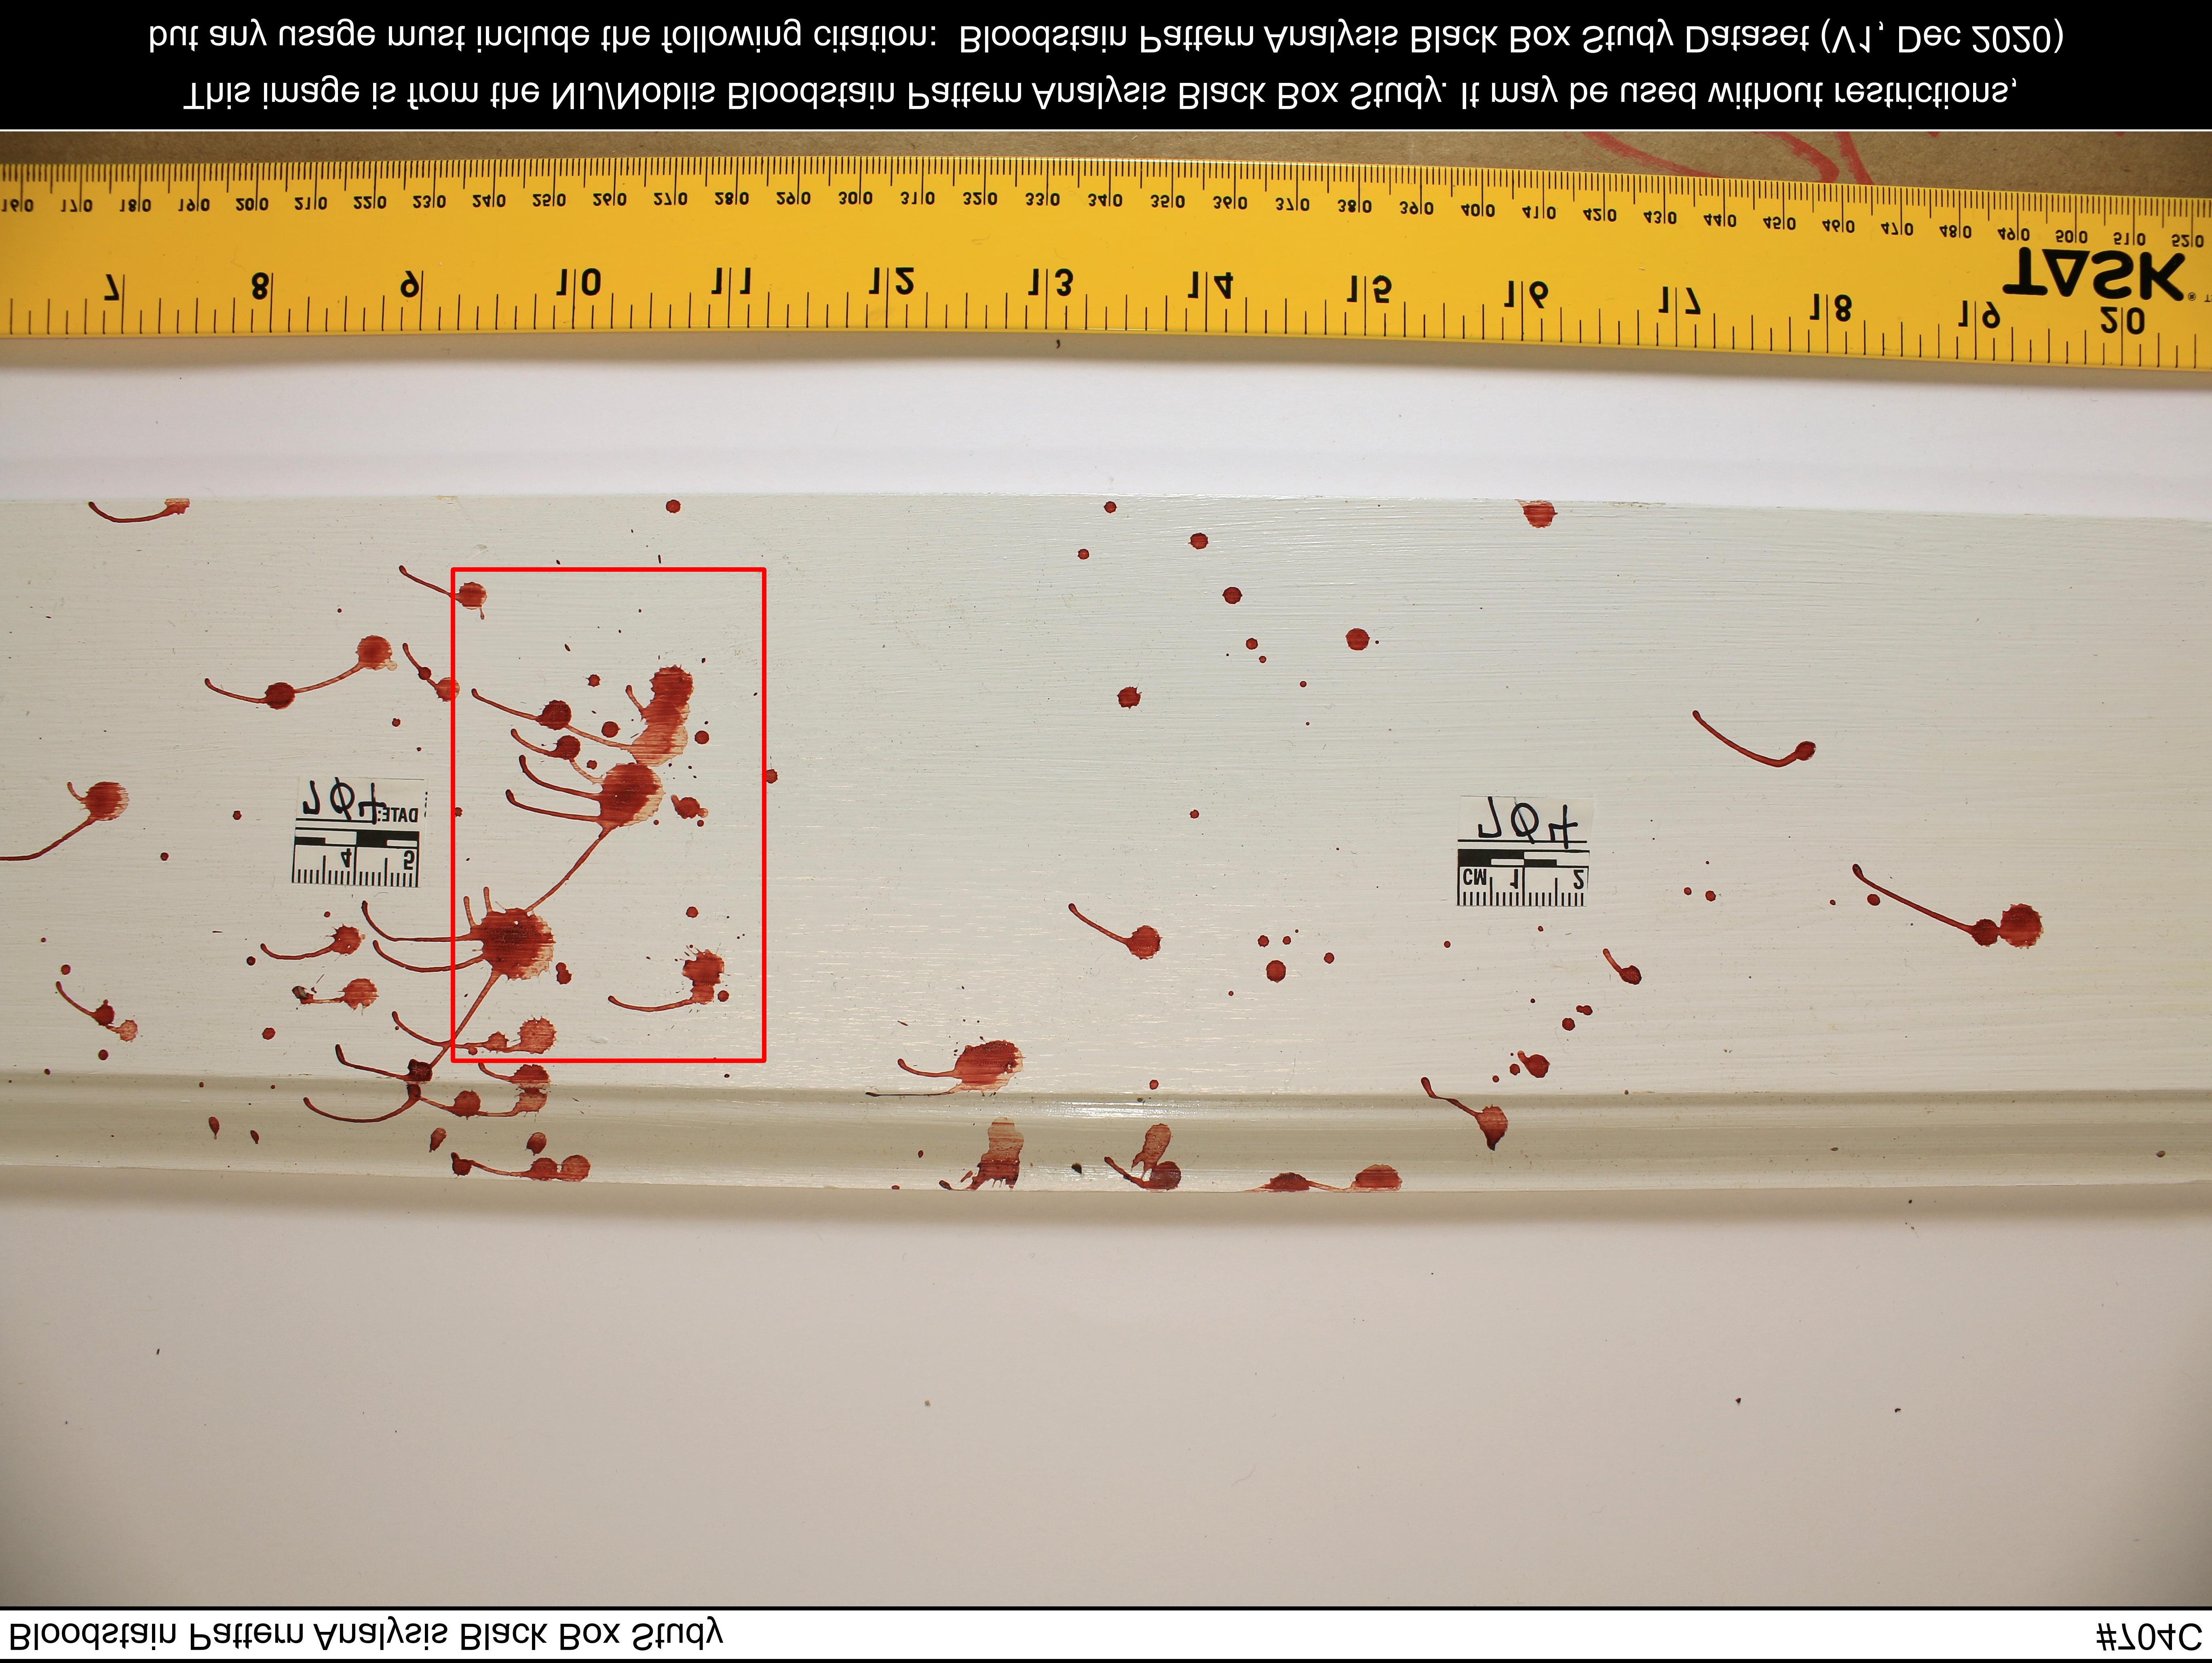 but any usage must include the following citation:  Bloodstain Pattern Analysis Black Box Study Dataset (V1, Dec 2020)
This image is from the NIJ/Noblis Bloodstain Pattern Analysis Black Box Study. It may be used without restrictions,
160 170 180 190 200 210 220 230 240 250 260 270 280 290 300 310 320 330 340 350 360 370 380 390 400 410 420 430 440 450 460 470 480 490 500 510 520
7 8 9 10 11 12 13 14 15 16 17 18 19 20
TASK
704
DATE:
4 5
704
CM 1 2
Bloodstain Pattern Analysis Black Box Study
#704C